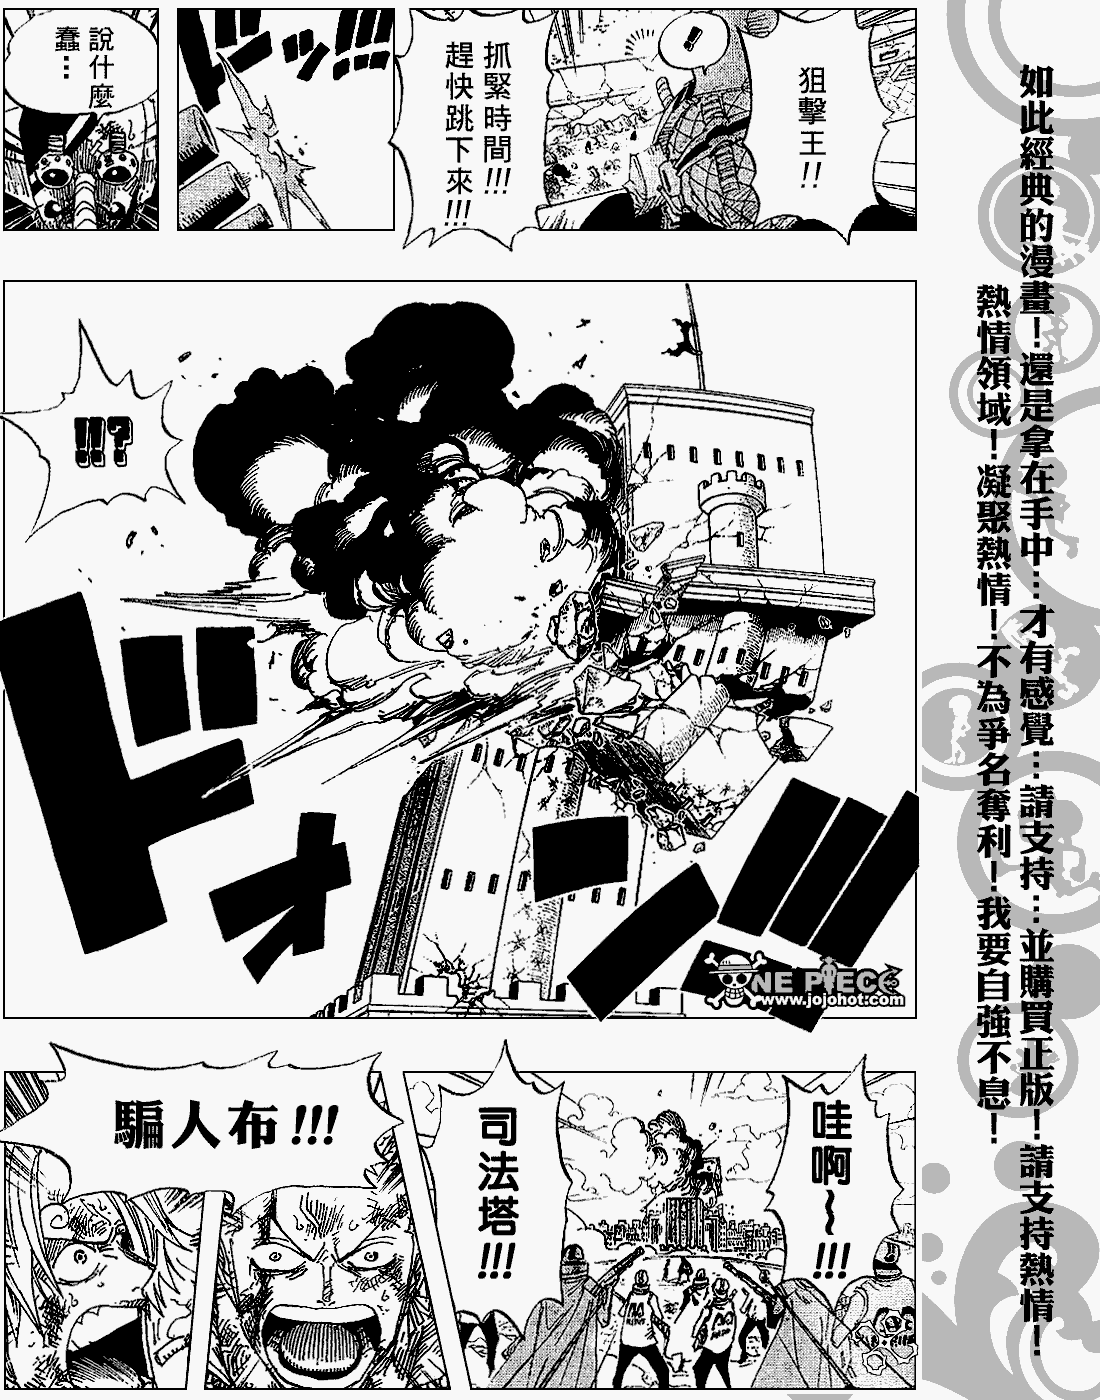 狙擊王!!
!
抓緊時間!!!
趕快跳下來!!!
ドッ!!!
說什麼
蠢…
!!?
ドォン!!!
ONE PIECE
www.jojohot.com
哇啊~!!!
司法塔!!!
騙人布!!!
如此經典的漫畫!還是拿在手中…才有感覺…請支持…並購買正版!請支持熱情!
熱情領域!凝聚熱情!不為爭名奪利!我要自強不息!